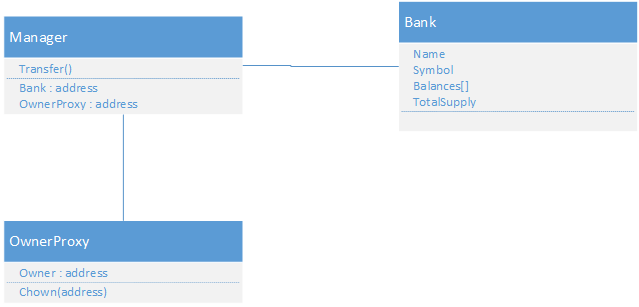 Manager
Transfer()
Bank : address
OwnerProxy : address
Bank
Name
Symbol
Balances[]
TotalSupply
OwnerProxy
Owner : address
Chown(address)